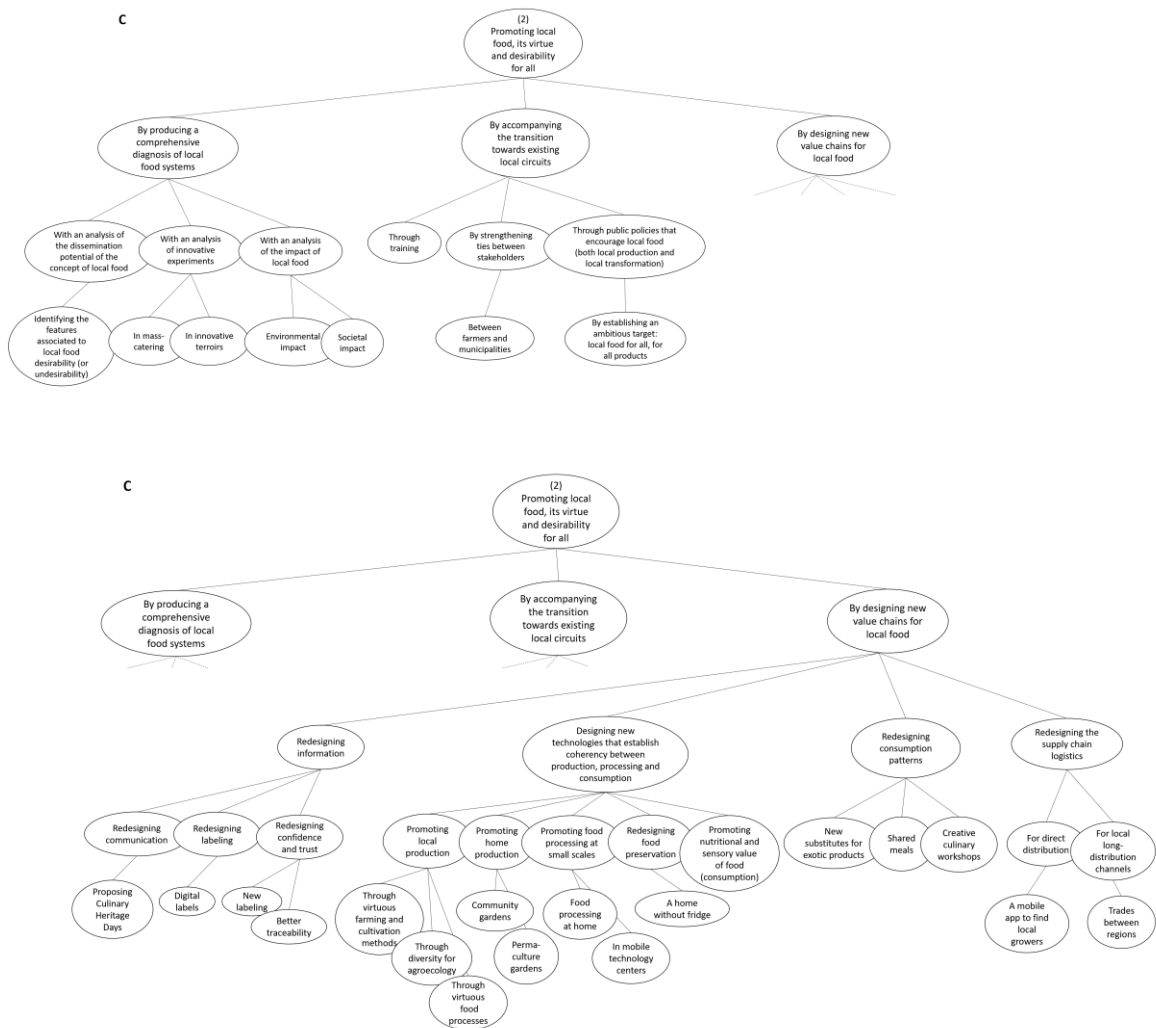 C
(2)
Promoting local
food, its virtue
and desirability
for all
By producing a
comprehensive
diagnosis of local
food systems
By accompanying
the transition
towards existing
local circuits
By designing new
value chains for
local food
With an analysis of
the dissemination
potential of the
concept of local food
With an analysis
of innovative
experiments
With an analysis
of the impact of
local food
Through
training
By strengthening
ties between
stakeholders
Through public policies that
encourage local food
(both local production and
local transformation)
Identifying the
features
associated to
local food
desirability (or
undesirability)
In mass-
catering
In innovative
terroirs
Environmental
impact
Societal
impact
Between
farmers and
municipalities
By establishing an
ambitious target:
local food for all, for
all products
C
(2)
Promoting local
food, its virtue
and desirability
for all
By producing a
comprehensive
diagnosis of local
food systems
By accompanying
the transition
towards existing
local circuits
By designing new
value chains for
local food
Redesigning
information
Designing new
technologies that establish
coherency between
production, processing and
consumption
Redesigning
consumption
patterns
Redesigning the
supply chain
logistics
Redesigning
communication
Redesigning
labeling
Redesigning
confidence
and trust
Promoting
local
production
Promoting
home
production
Promoting food
processing at
small scales
Redesigning
food
preservation
Promoting
nutritional and
sensory value
of food
(consumption)
New
substitutes for
exotic products
Shared
meals
Creative
culinary
workshops
For direct
distribution
For local
long-
distribution
channels
Proposing
Culinary
Heritage
Days
Digital
labels
New
labeling
Better
traceability
Through
virtuous
farming and
cultivation
methods
Through
diversity for
agroecology
Through
virtuous
food
processes
Community
gardens
Perma-
culture
gardens
Food
processing
at home
In mobile
technology
centers
A home
without fridge
A mobile
app to find
local
growers
Trades
between
regions